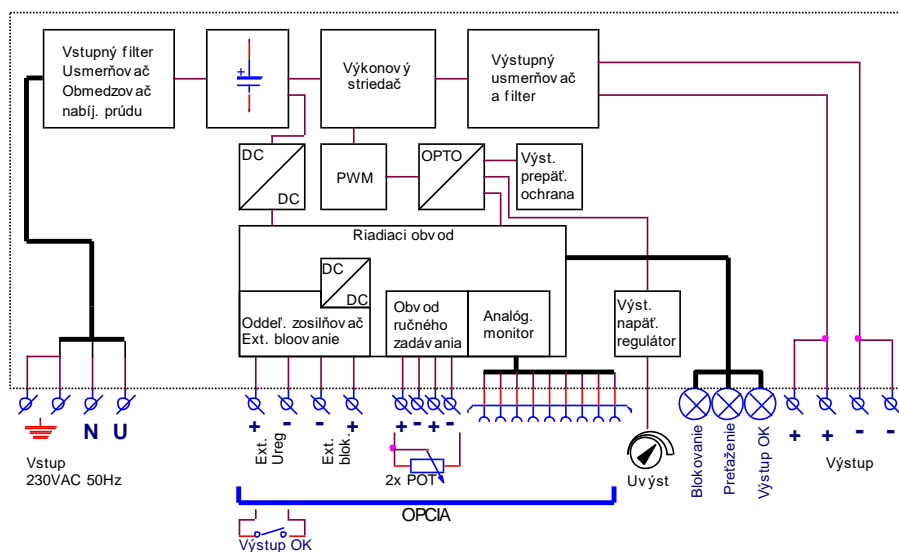 Vstupný filter
Usmerňovač
Obmedzovač
nabíj. prúdu
+
Výkonový
striedač
Výstupný
usmerňovač
a filter
DC
DC
PWM
OPTO
Výst.
prepäť.
ochrana
Riadiaci obvod
DC
DC
Oddeľ. zosilňovač
Ext. bloovanie
Obvod
ručného
zadávania
Analóg.
monitor
Výst.
napäť.
regulátor
N U
+ - - +
+ - + -
+ + - -
Vstup
230VAC 50Hz
Ext.
Ureg
Ext.
blok.
2x POT
Uvýst
Blokovanie
Preťaženie
Výstup OK
Výstup
OPCIA
Výstup OK